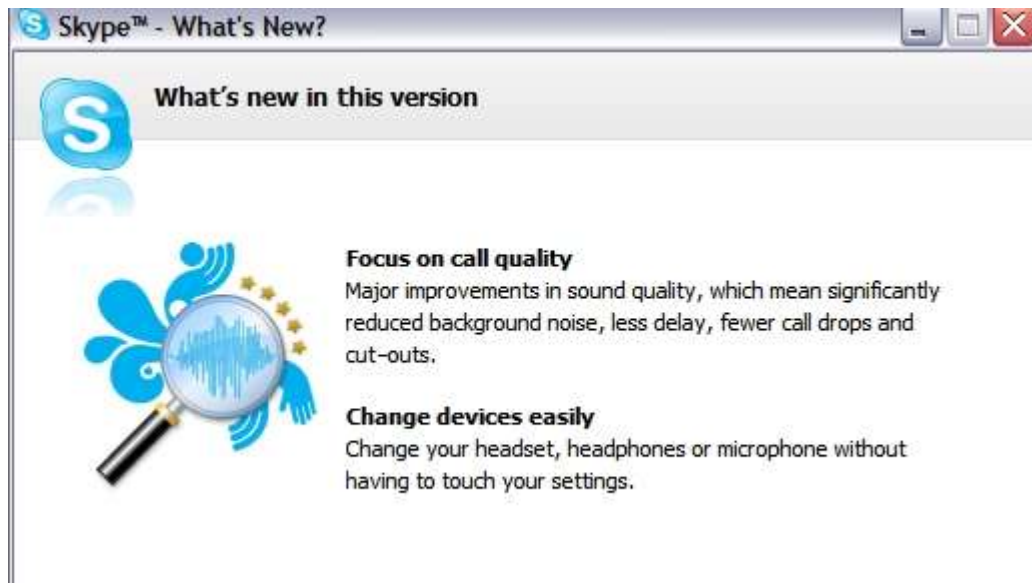 Skype™ - What's New?
What's new in this version
Focus on call quality
Major improvements in sound quality, which mean significantly
reduced background noise, less delay, fewer call drops and
cut-outs.
Change devices easily
Change your headset, headphones or microphone without
having to touch your settings.